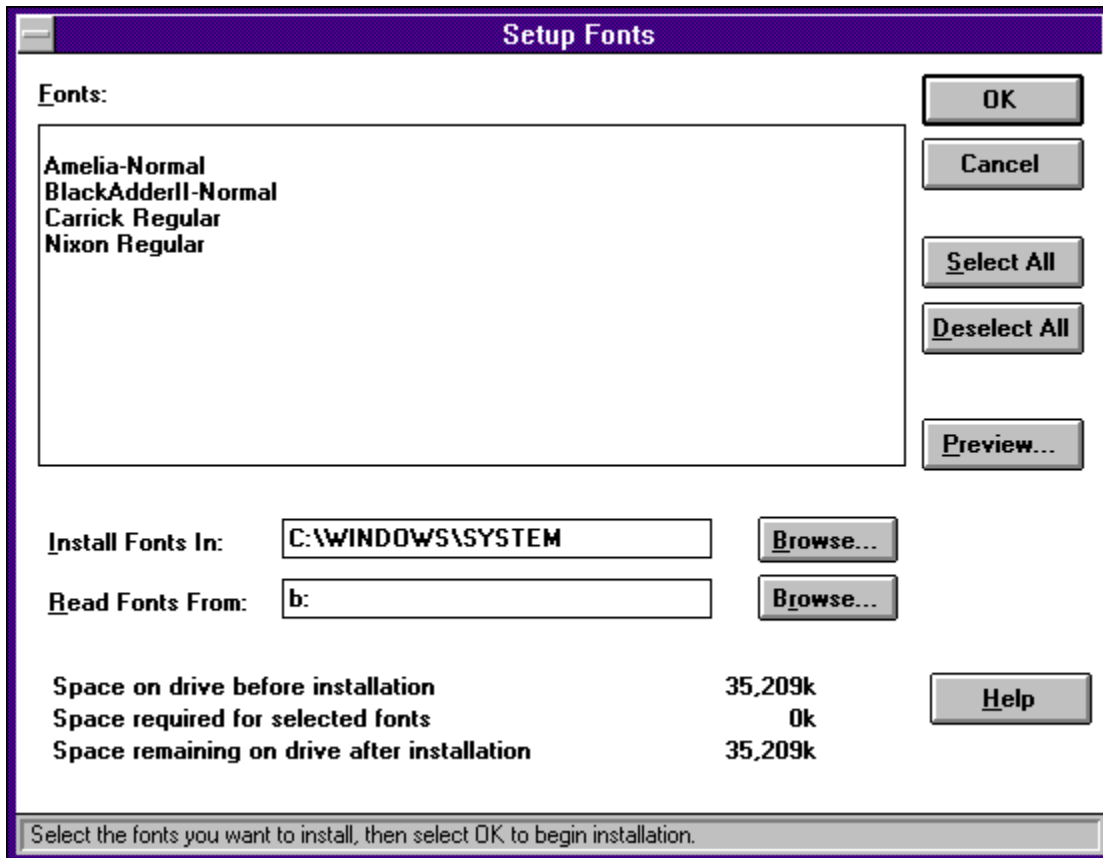 Setup Fonts
Fonts:
Amelia-Normal
BlackAdderII-Normal
Carrick Regular
Nixon Regular
OK
Cancel
Select All
Deselect All
Preview...
Install Fonts In: C:\WINDOWS\SYSTEM Browse...
Read Fonts From: b: Browse...
Space on drive before installation 35,209k
Space required for selected fonts 0k
Space remaining on drive after installation 35,209k
Help
Select the fonts you want to install, then select OK to begin installation.